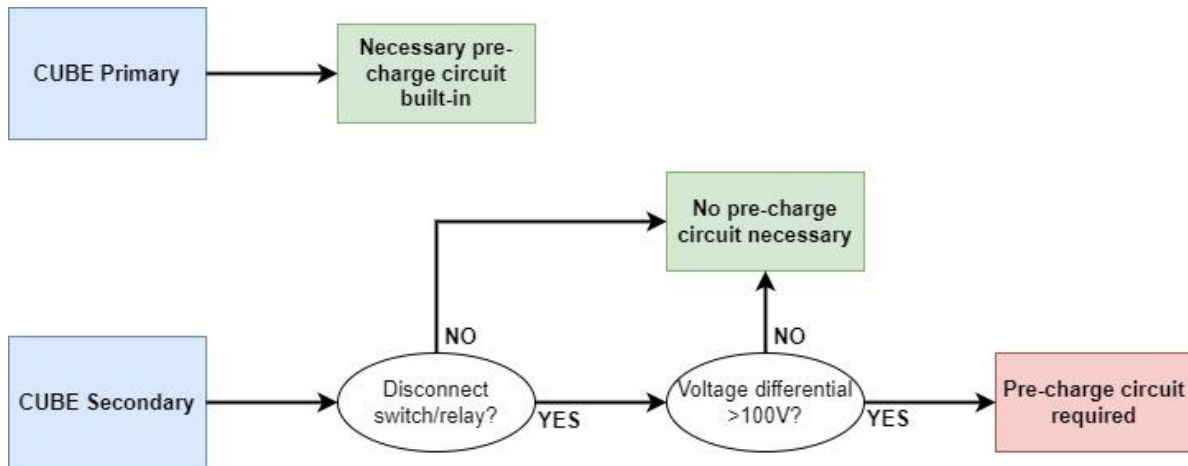 CUBE Primary
Necessary pre-
charge circuit
built-in
No pre-charge
circuit necessary
NO
NO
CUBE Secondary
Disconnect
switch/relay?
YES
Voltage differential
>100V?
YES
Pre-charge circuit
required